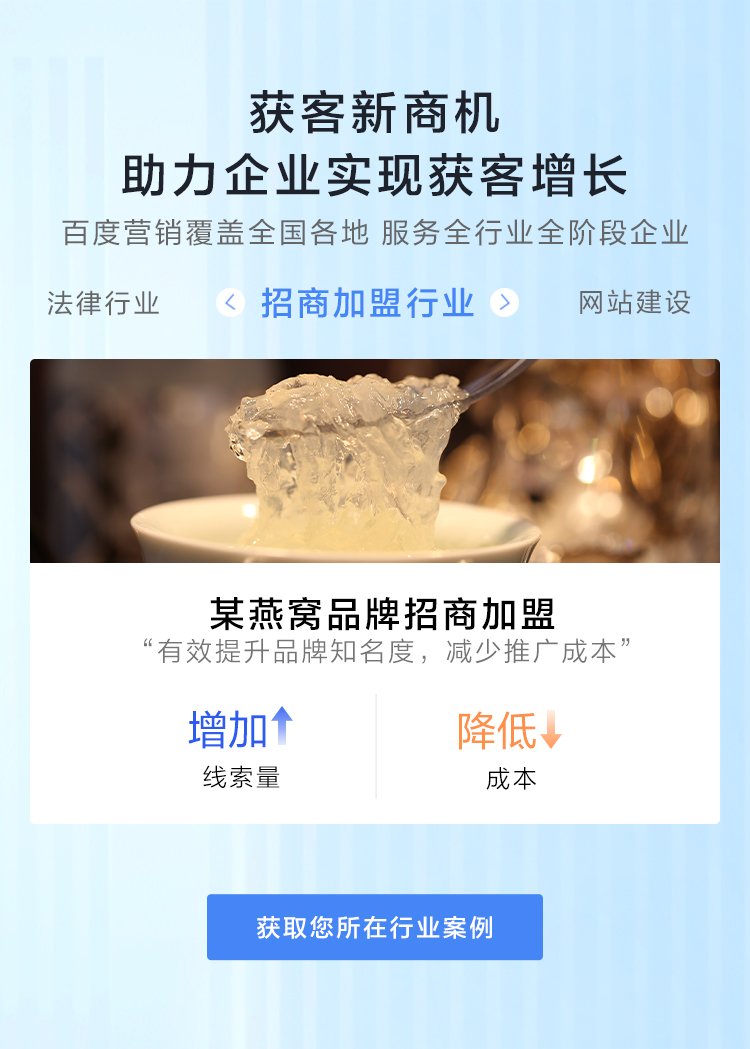 获客新商机
助力企业实现获客增长
百度营销覆盖全国各地 服务全行业全阶段企业
法律行业 招商加盟行业 网站建设
某燕窝品牌招商加盟
“有效提升品牌知名度，减少推广成本”
增加 降低
线索量 成本
获取您所在行业案例